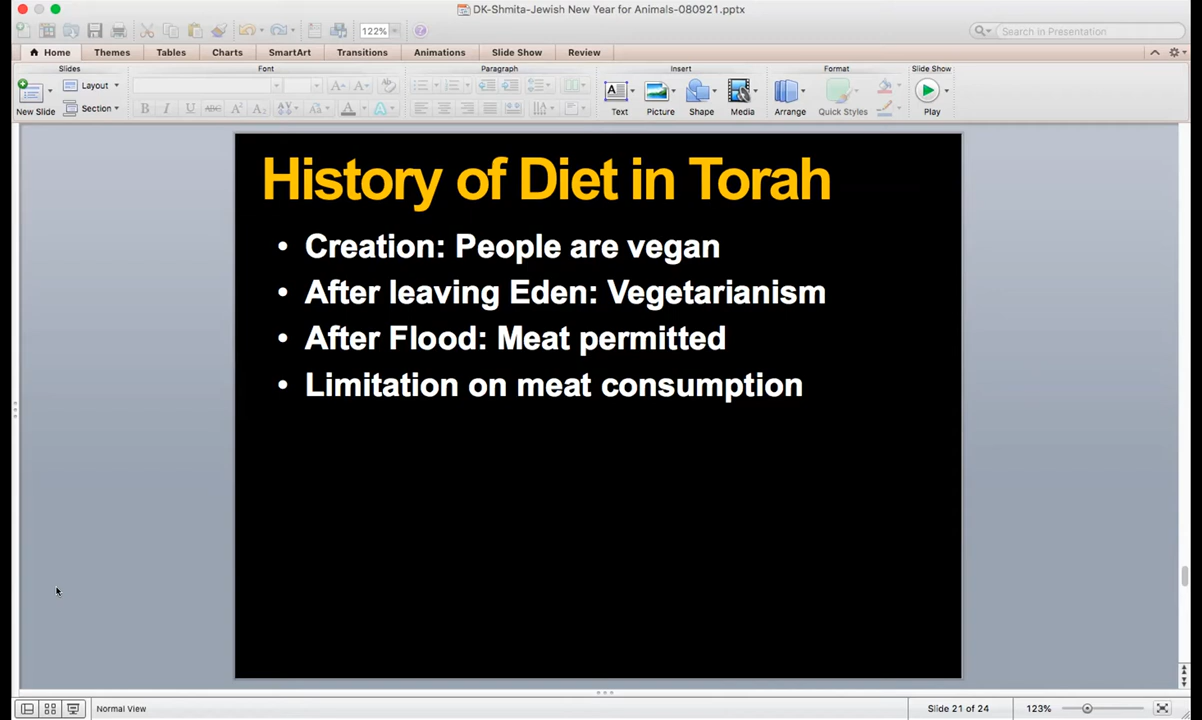 DK-Shmita-Jewish New Year for Animals-080921.pptx
122%
Search in Presentation
Home Themes Tables Charts SmartArt Transitions Animations Slide Show Review
Slides Font Paragraph Insert Format Slide Show
Layout
Section
New Slide
B I U ABC A² A₂
Text Picture Shape Media Arrange Quick Styles Play
History of Diet in Torah
• Creation: People are vegan
• After leaving Eden: Vegetarianism
• After Flood: Meat permitted
• Limitation on meat consumption
Normal View Slide 21 of 24 123%